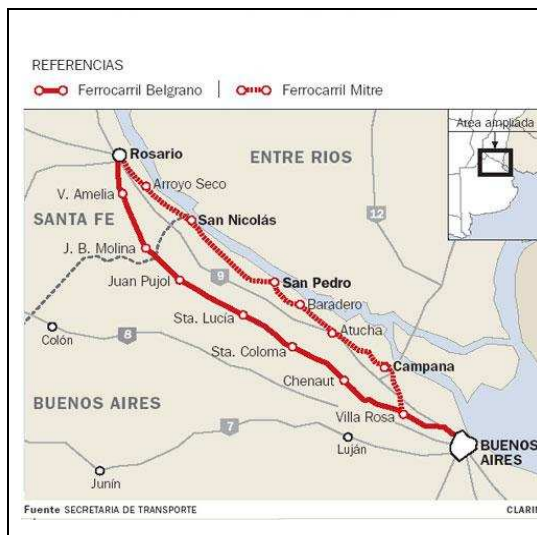 REFERENCIAS
Ferrocarril Belgrano | Ferrocarril Mitre
Area ampliada
Rosario
ENTRE RIOS
Arroyo Seco
V. Amelia
SANTA FE
San Nicolás
12
J. B. Molina
9
Juan Pujol
San Pedro
Baradero
Sta. Lucía
Atucha
Colón
8
Sta. Coloma
Campana
Chenaut
BUENOS AIRES
Villa Rosa
7
Luján
BUENOS
AIRES
Junín
Fuente SECRETARIA DE TRANSPORTE
CLARIN